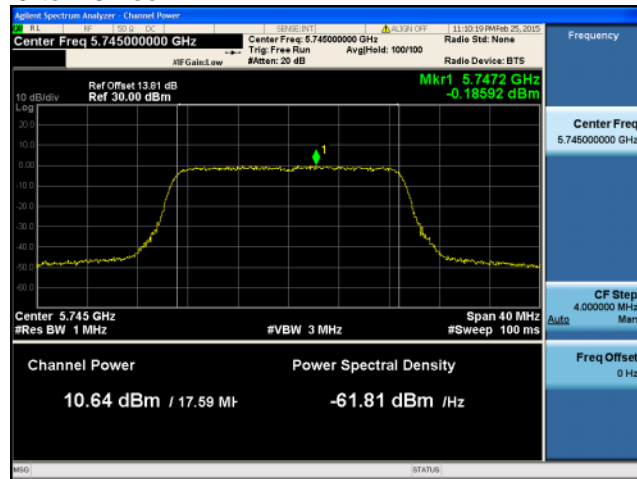 Agilent Spectrum Analyzer - Channel Power
RL RF 50 Ω DC SENSE:INT ALIGN OFF 11:10:19 PM Feb 25, 2015
Center Freq 5.745000000 GHz
Center Freq: 5.745000000 GHz
Radio Std: None
Trig: Free Run Avg|Hold: 100/100
#IFGain:Low #Atten: 20 dB Radio Device: BTS
Frequency
Ref Offset 13.81 dB
Mkr1 5.7472 GHz
10 dB/div Ref 30.00 dBm
-0.18592 dBm
Log
20.0
10.0
0.00
-10.0
-20.0
-30.0
-40.0
-50.0
-60.0
1
Center 5.745 GHz Span 40 MHz
#Res BW 1 MHz #VBW 3 MHz #Sweep 100 ms
Channel Power Power Spectral Density
10.64 dBm / 17.59 MH -61.81 dBm /Hz
Center Freq
5.745000000 GHz
CF Step
4.000000 MHz
Auto Man
Freq Offset
0 Hz
MSG STATUS